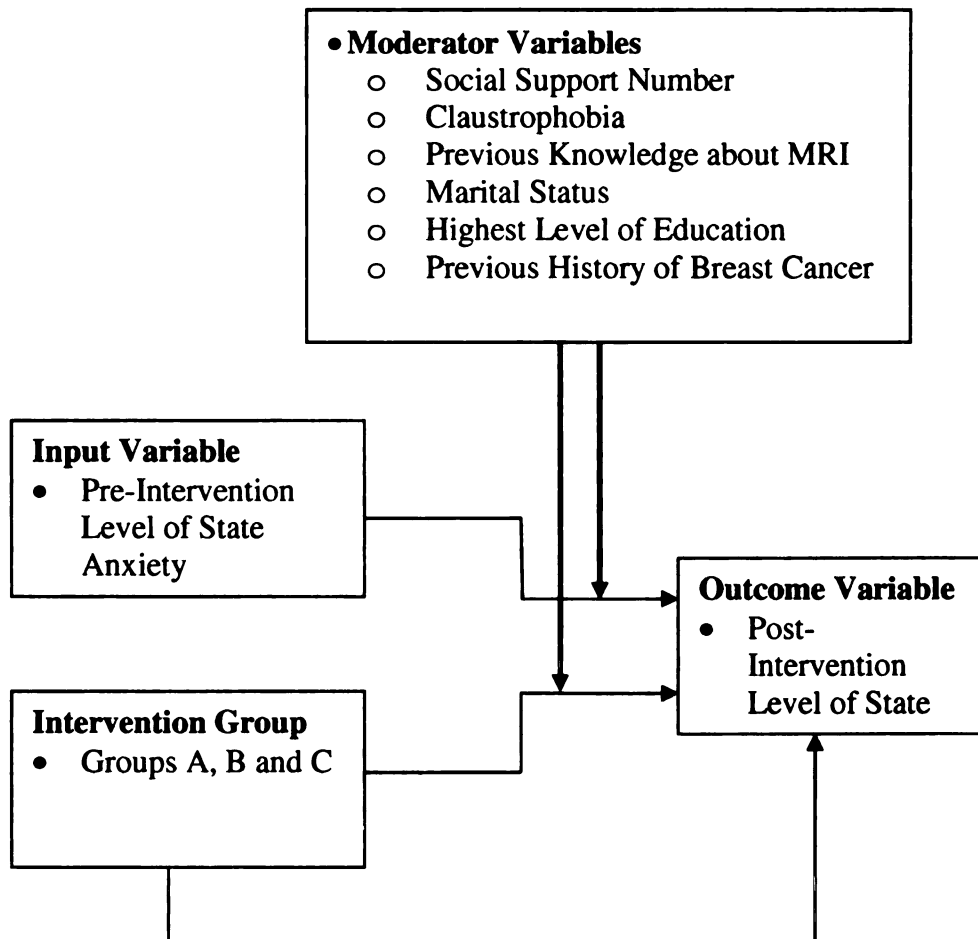 • Moderator Variables
o Social Support Number
o Claustrophobia
o Previous Knowledge about MRI
o Marital Status
o Highest Level of Education
o Previous History of Breast Cancer
Input Variable
• Pre-Intervention
Level of State
Anxiety
Outcome Variable
• Post-
Intervention
Level of State
Intervention Group
• Groups A, B and C